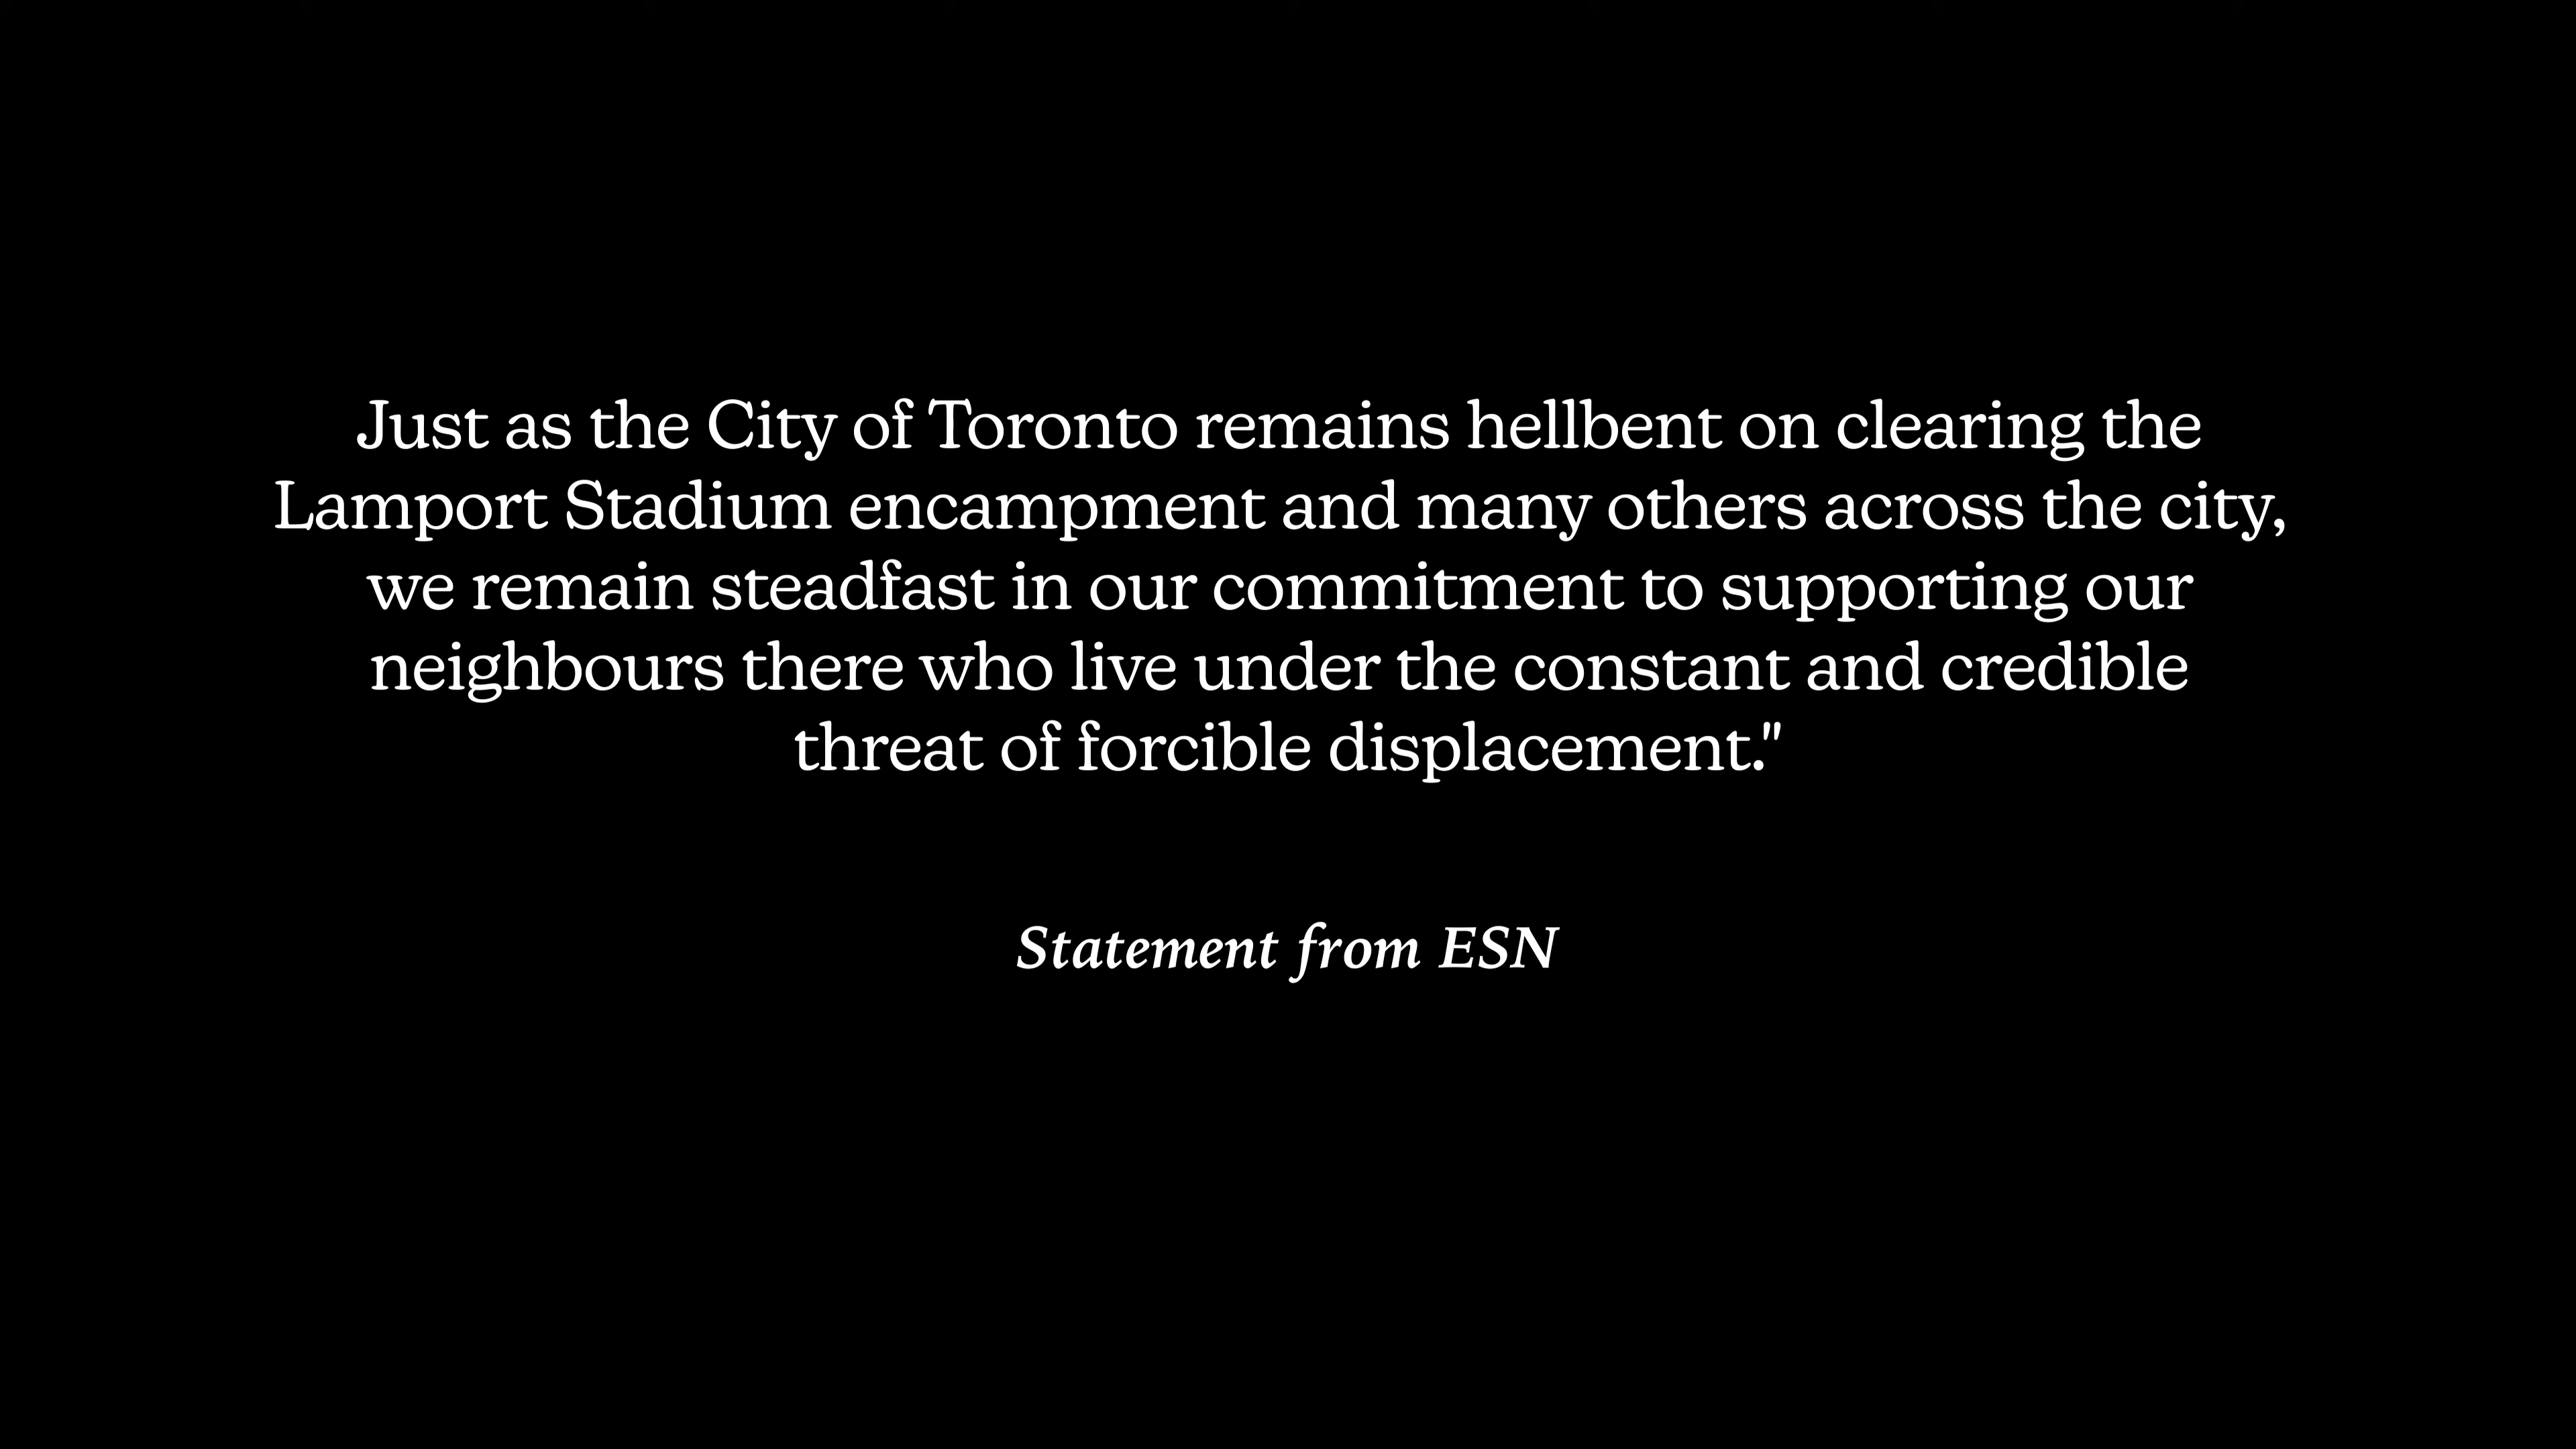 Just as the City of Toronto remains hellbent on clearing the
Lamport Stadium encampment and many others across the city,
we remain steadfast in our commitment to supporting our
neighbours there who live under the constant and credible
threat of forcible displacement."
Statement from ESN